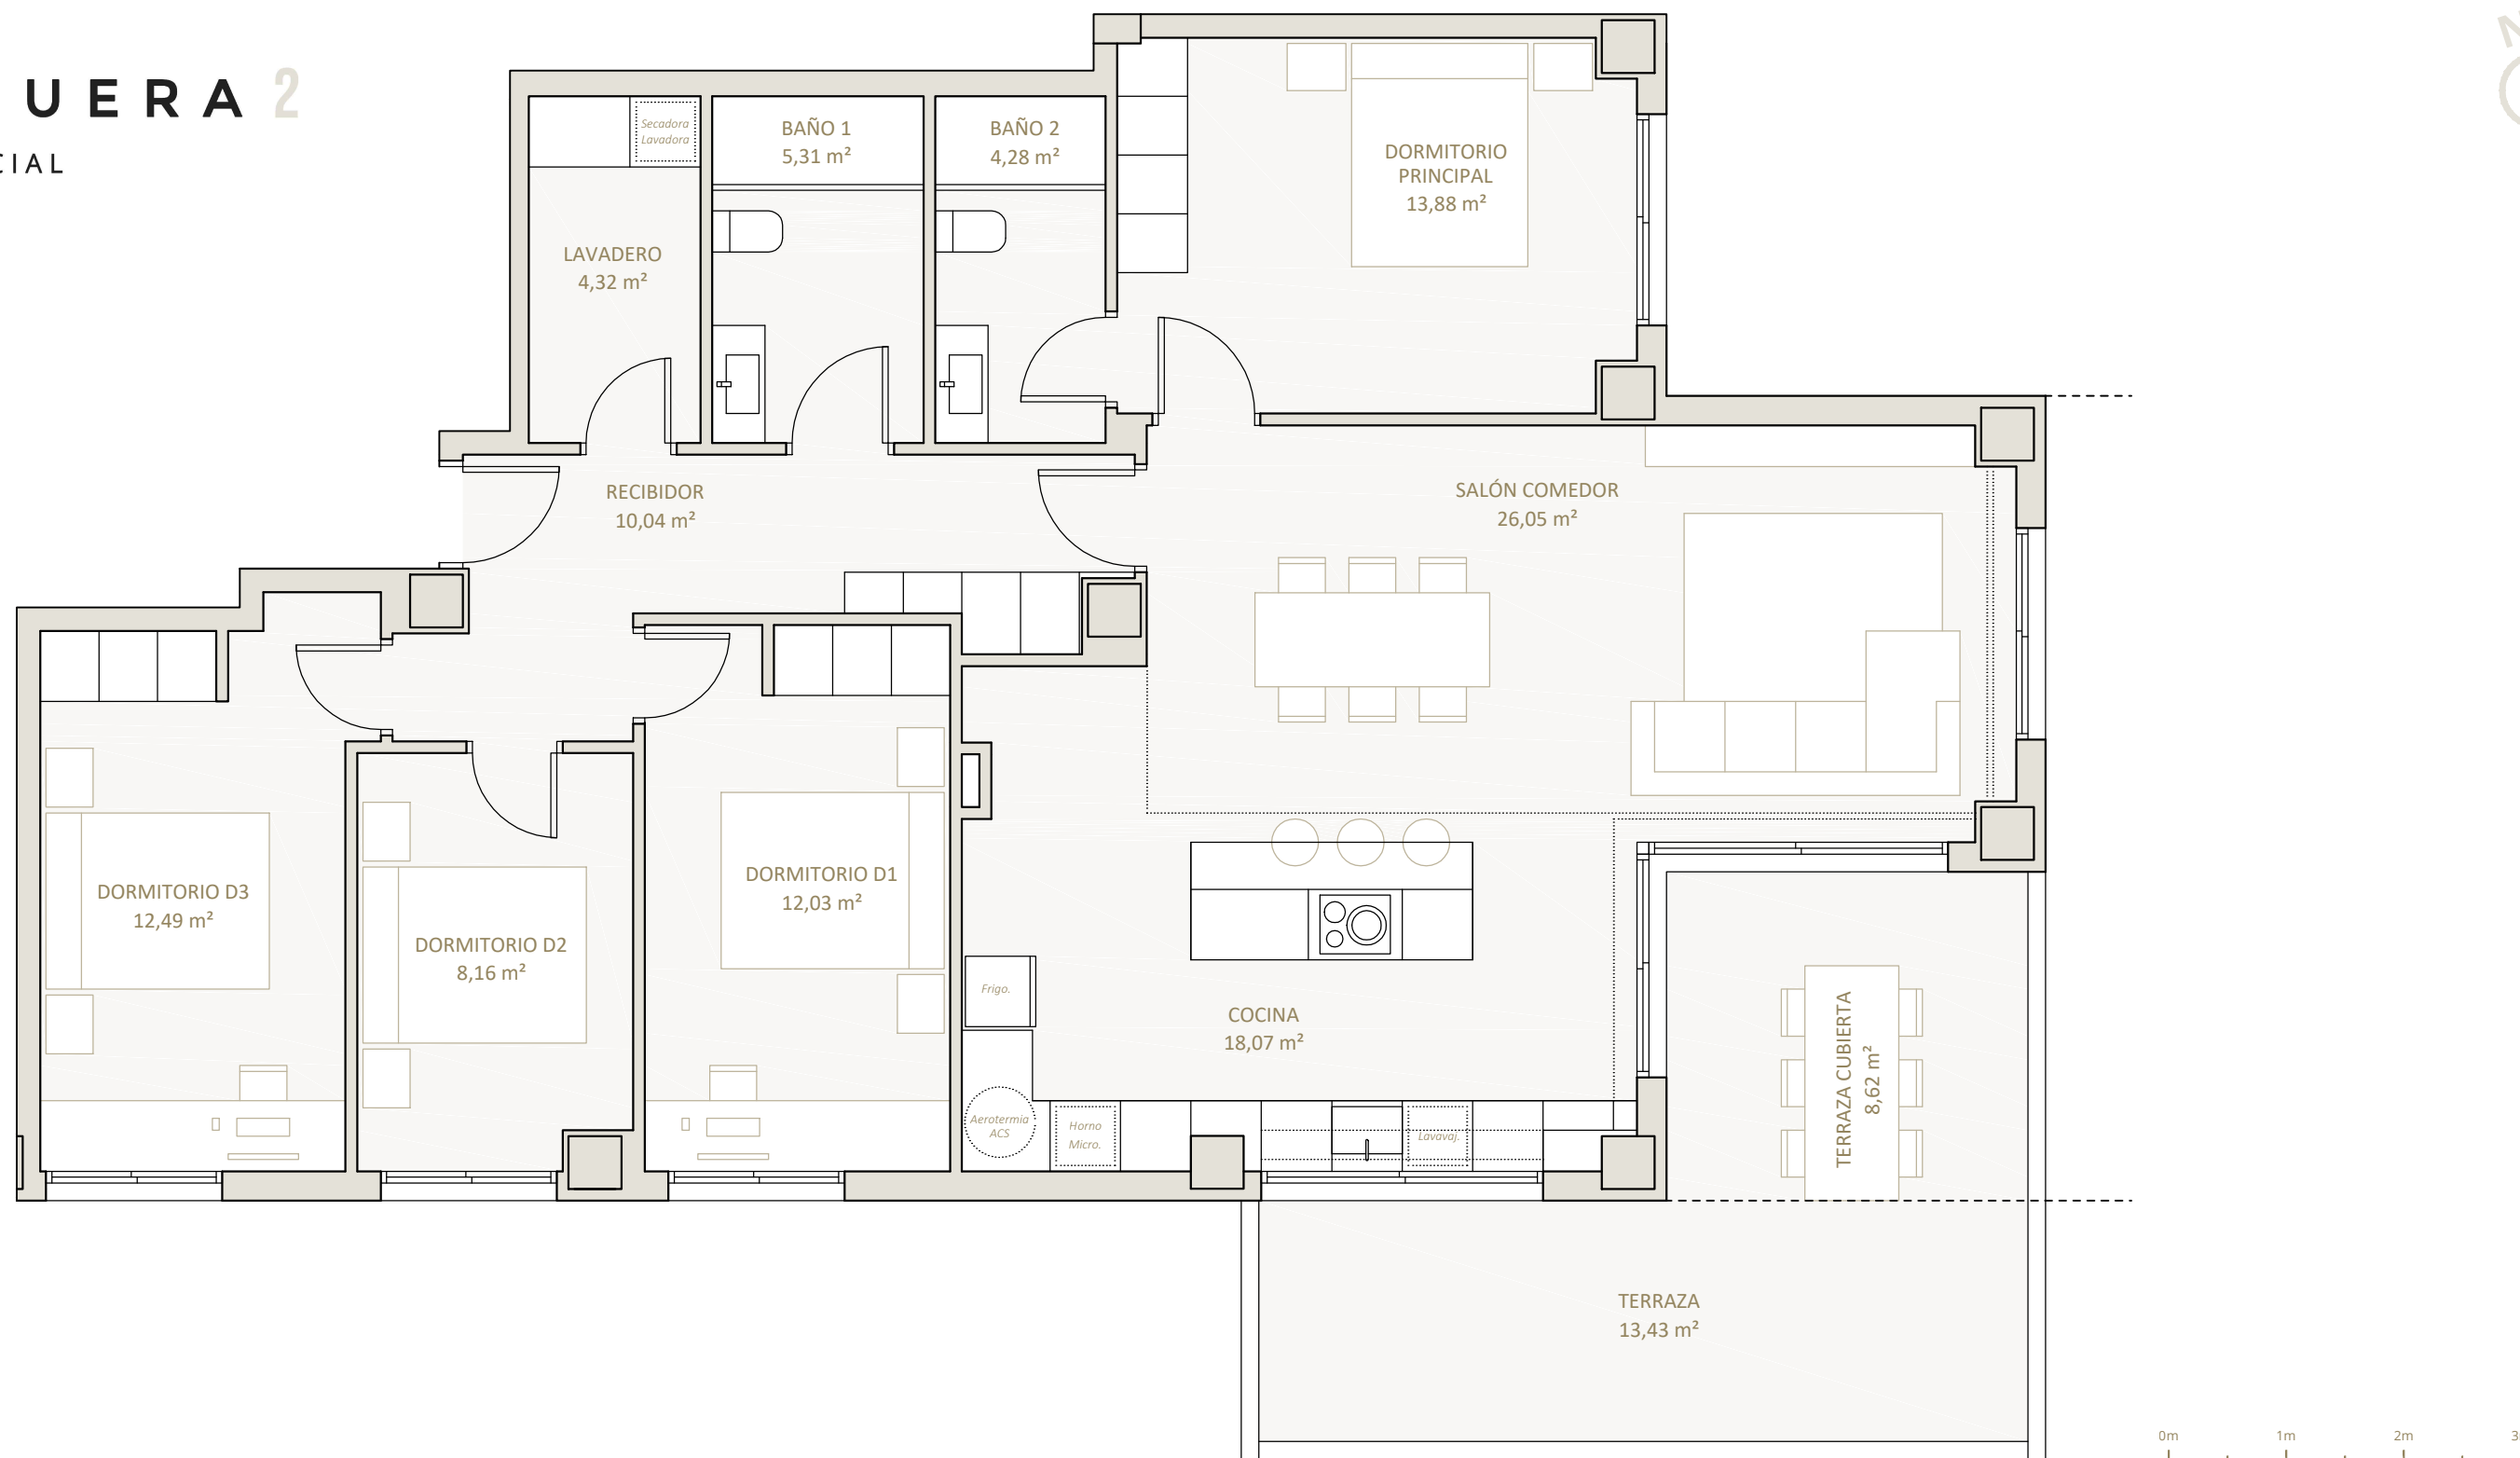 UERA 2
CIAL
N
Secadora
Lavadora
BAÑO 1
5,31 m²
BAÑO 2
4,28 m²
DORMITORIO
PRINCIPAL
13,88 m²
LAVADERO
4,32 m²
RECIBIDOR
10,04 m²
SALÓN COMEDOR
26,05 m²
DORMITORIO D3
12,49 m²
DORMITORIO D2
8,16 m²
DORMITORIO D1
12,03 m²
Frigo.
COCINA
18,07 m²
Aerotermia
ACS
Horno
Micro.
Lavavaj.
TERRAZA CUBIERTA
8,62 m²
TERRAZA
13,43 m²
0m 1m 2m 3